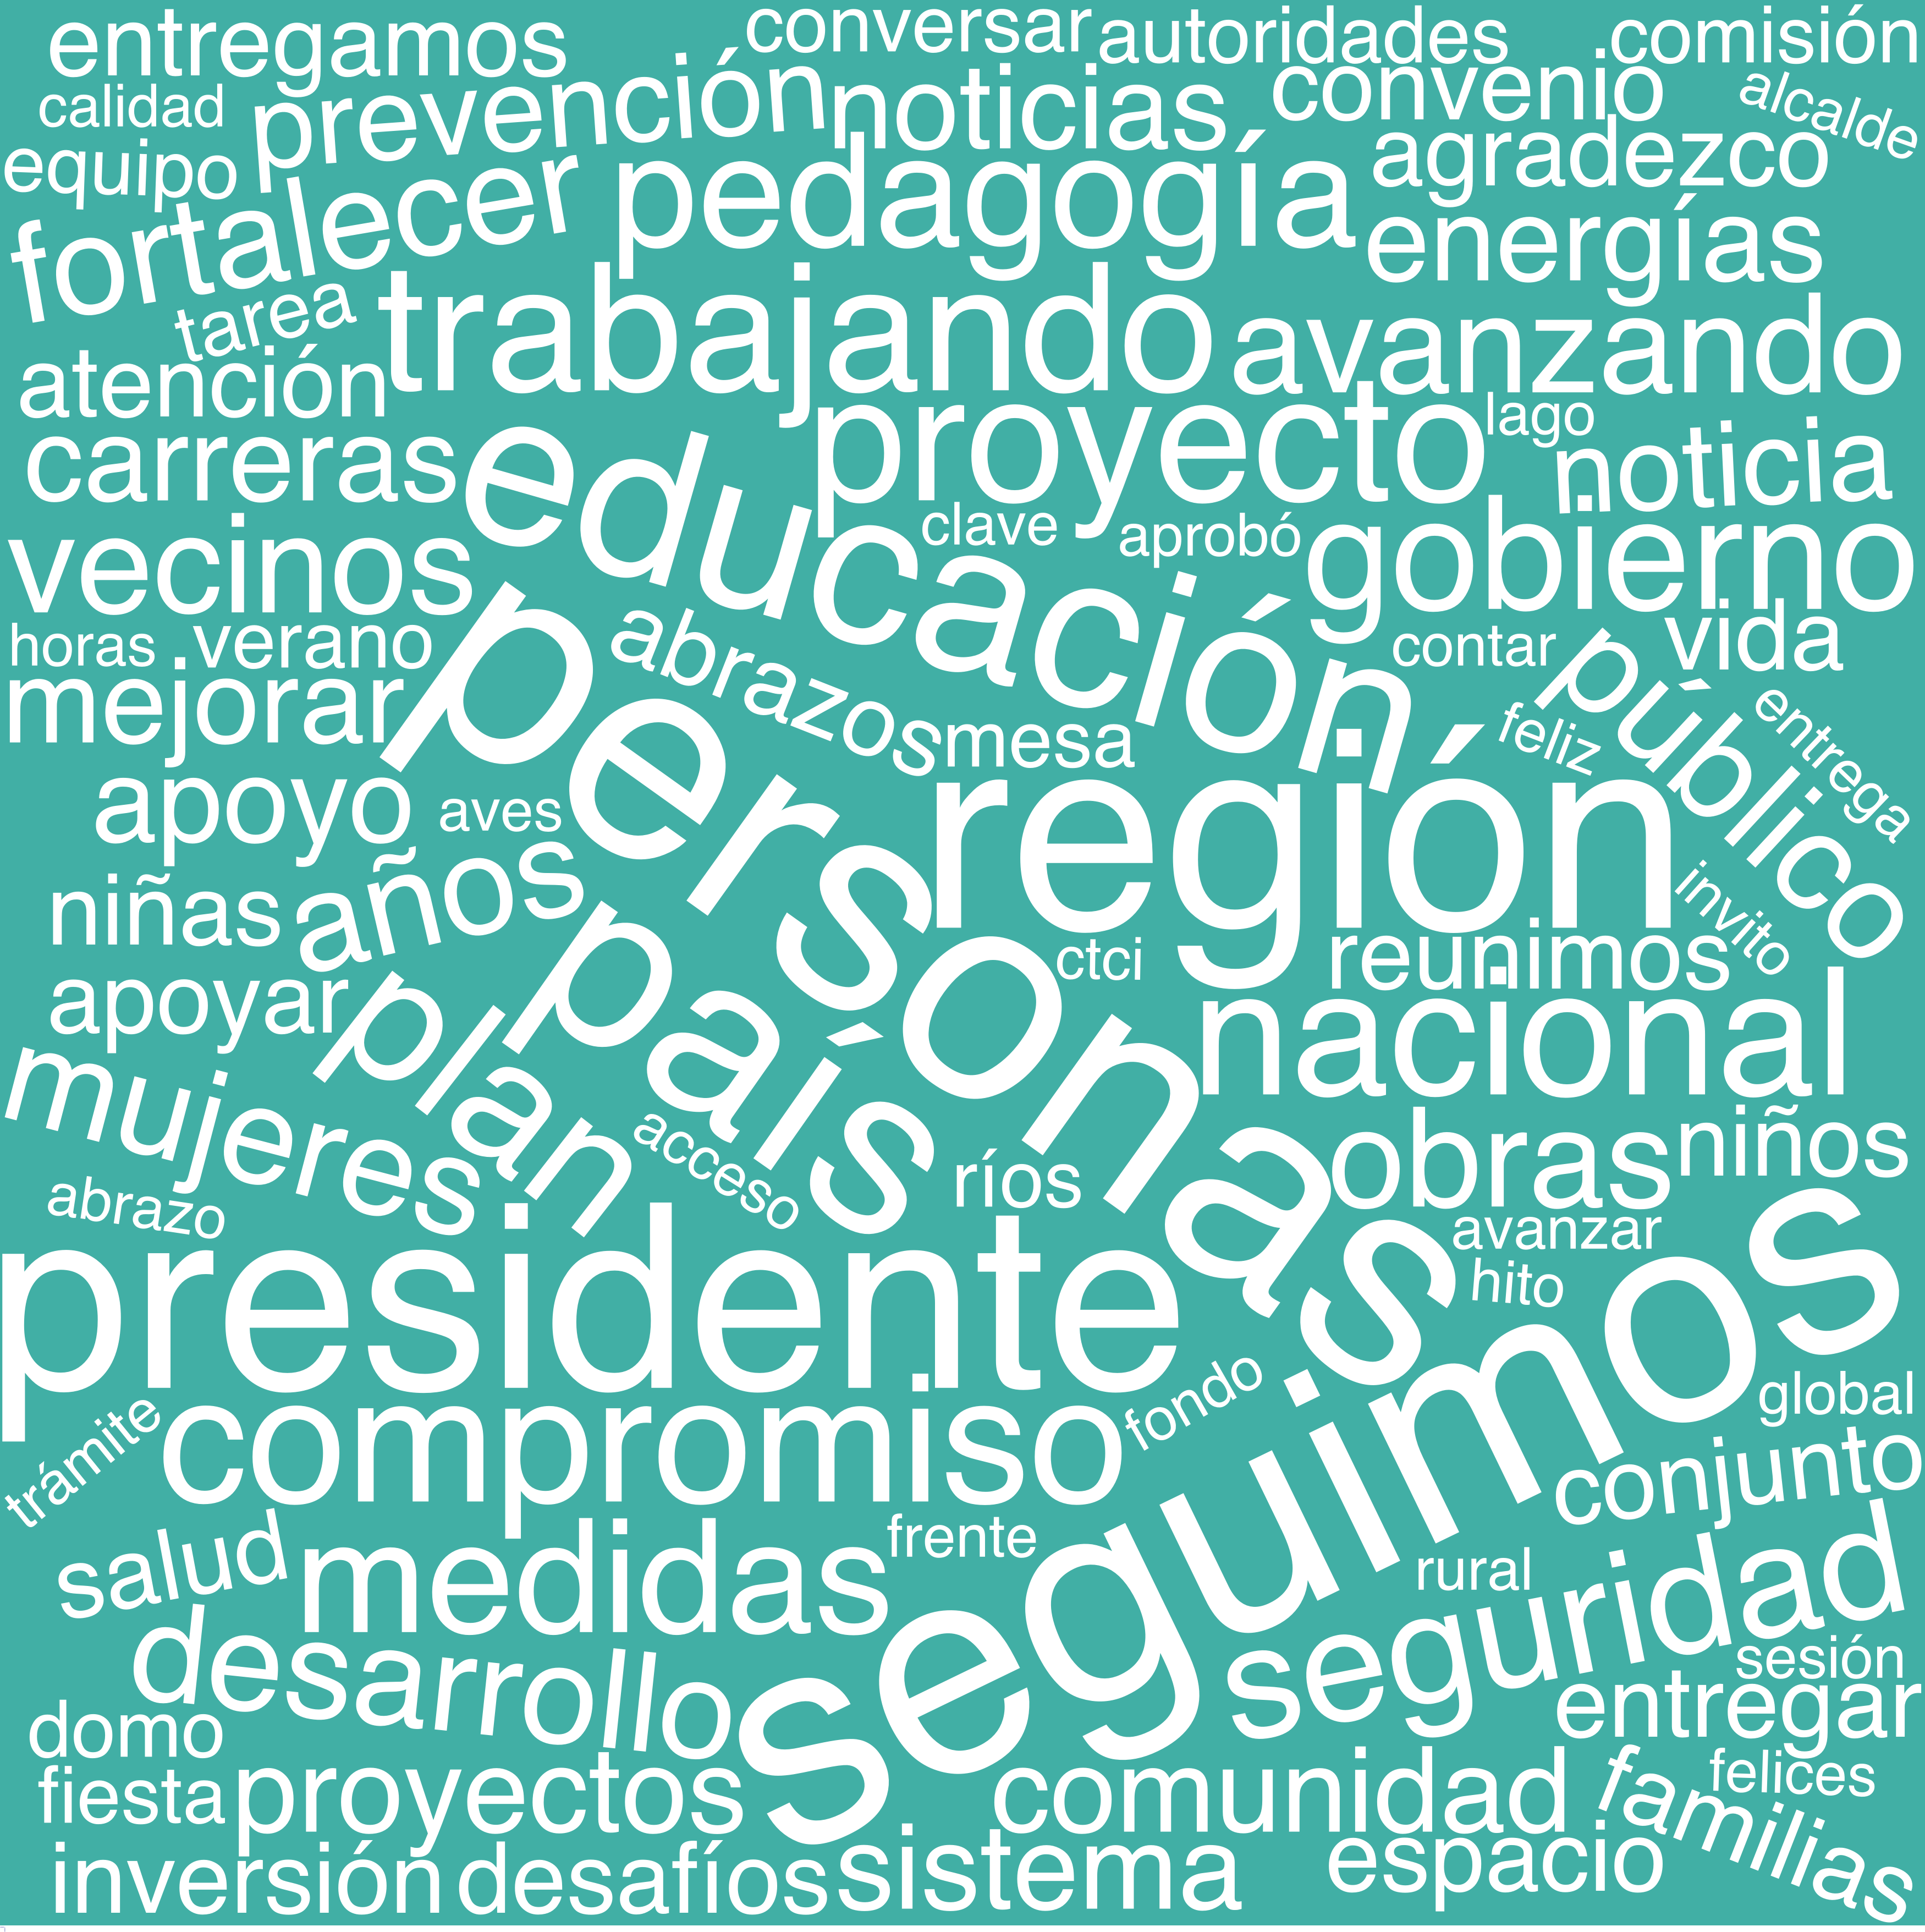 entregamos conversar autoridades .comisión
calidad prevención noticias convenio alcalde
equipo fortalecer pedagogía agradezco
energías
tarea trabajando avanzando
atención proyecto lago
carreras educación noticia
clave aprobó gobierno
vecinos
horas verano abrazos contar público vida
mejorar personas mesa feliz entrega
apoyo aves región
niñas años ctci reunimos invito
apoyar plan país nacional
mujeres acceso ríos obras niños
abrazo avanzar
presidente hito
trámite compromiso fondo seguimos global
conjunto
salud medidas frente rural
desarrollo seguridad sesión
domo entregar
fiesta proyectos comunidad familias felices
inversión desafíos sistema espacio